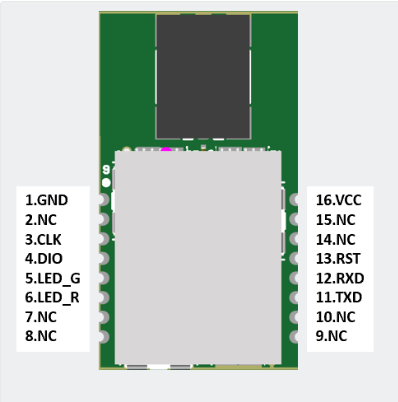 9
1.GND
2.NC
3.CLK
4.DIO
5.LED_G
6.LED_R
7.NC
8.NC
16.VCC
15.NC
14.NC
13.RST
12.RXD
11.TXD
10.NC
9.NC